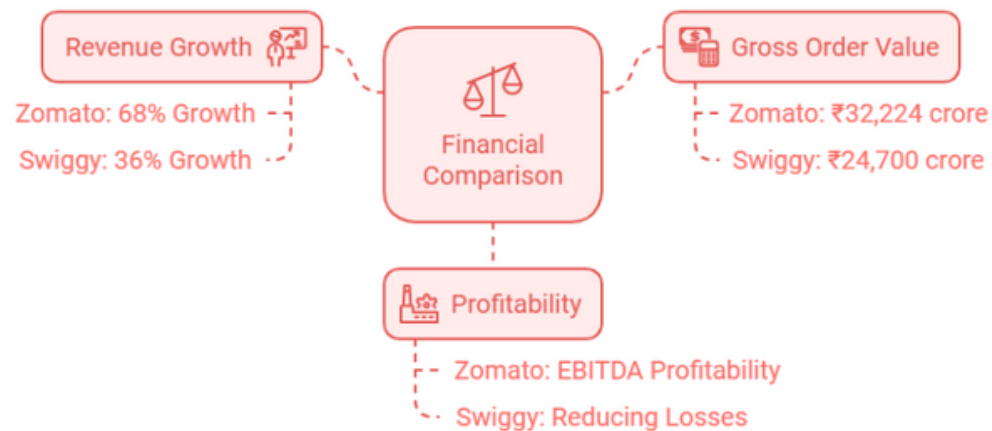 Revenue Growth
Zomato: 68% Growth
Swiggy: 36% Growth
Financial
Comparison
Gross Order Value
Zomato: ₹32,224 crore
Swiggy: ₹24,700 crore
Profitability
Zomato: EBITDA Profitability
Swiggy: Reducing Losses